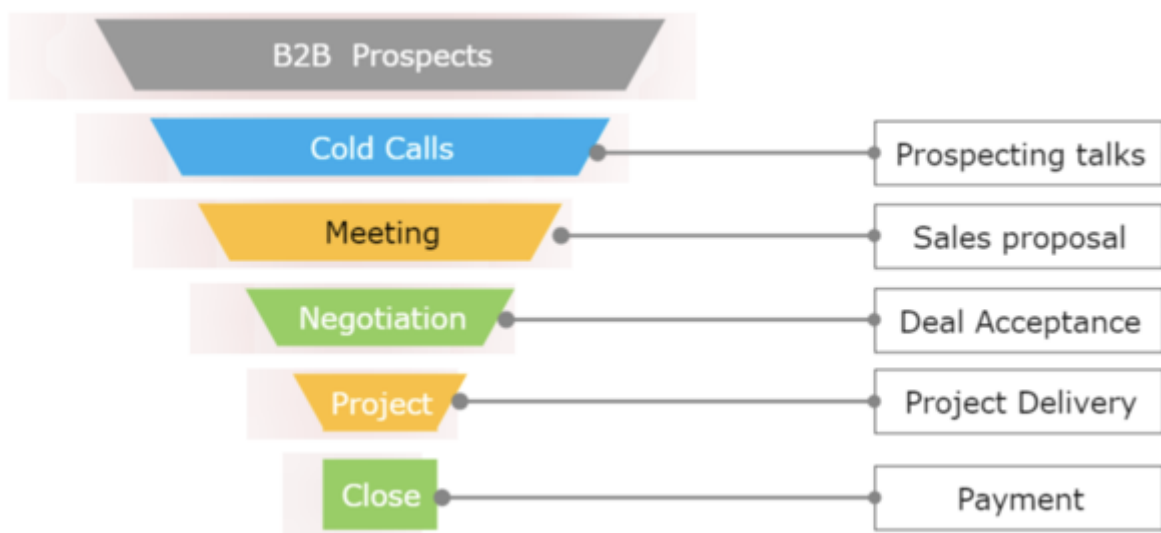 B2B Prospects
Cold Calls
Prospecting talks
Meeting
Sales proposal
Negotiation
Deal Acceptance
Project
Project Delivery
Close
Payment